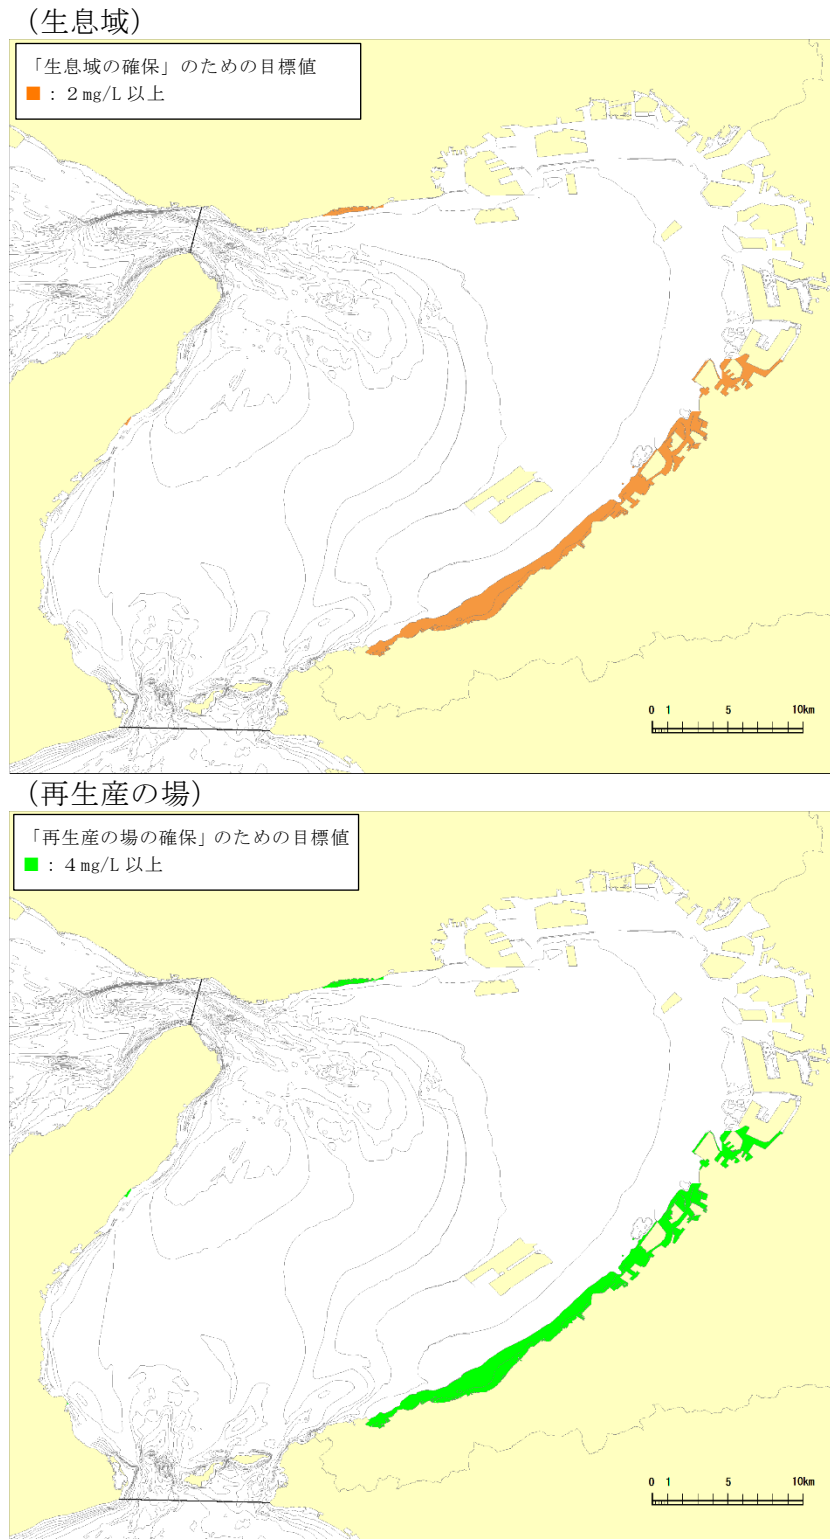 （生息域）
「生息域の確保」のための目標値
■：２mg/L 以上
0 1 5 10km
（再生産の場）
「再生産の場の確保」のための目標値
■：４mg/L 以上
0 1 5 10km